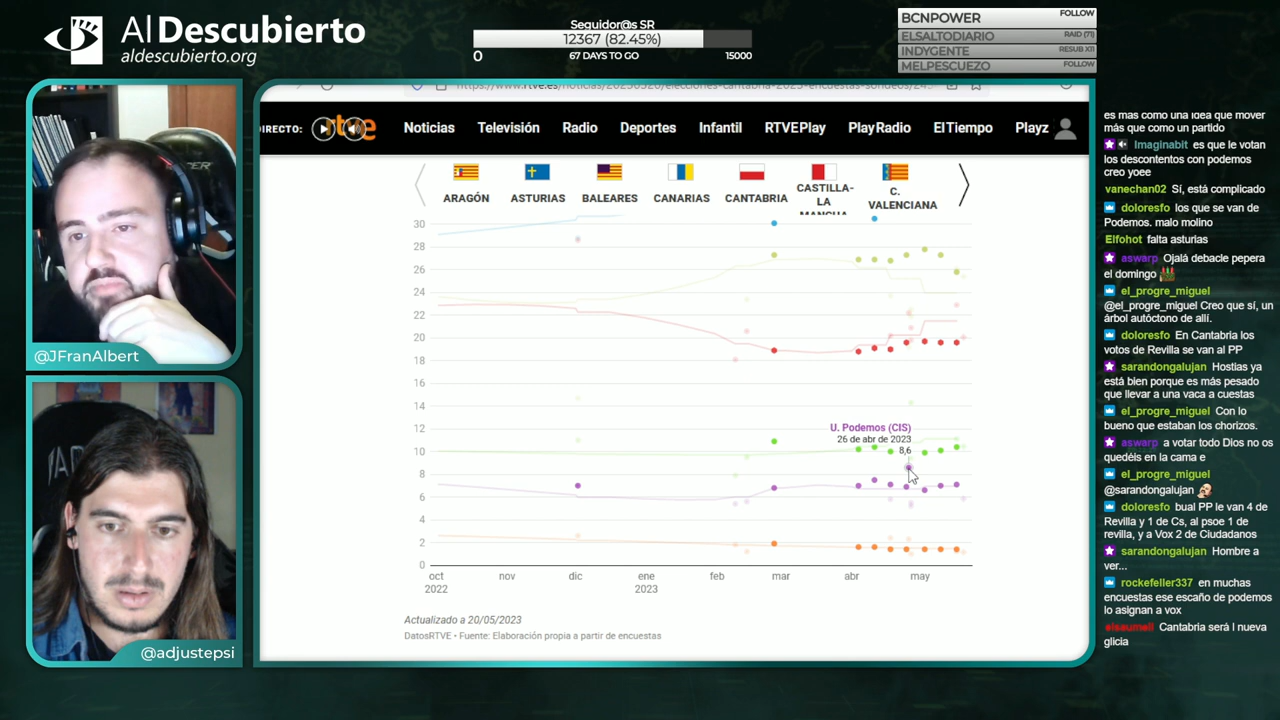 Al Descubierto
aldescubierto.org
Seguidor@s SR
12367 (82.45%)
0
67 DAYS TO GO
15000
BCNPOWER FOLLOW
ELSALTODIARIO RAID (71)
INDYGENTE RESUB X11
MELPESCUEZO FOLLOW
@JFranAlbert
@adjustepsi
DIRECTO:
rtve
Noticias Televisión Radio Deportes Infantil RTVE Play PlayRadio El Tiempo Playz
ARAGÓN
ASTURIAS
BALEARES
CANARIAS
CANTABRIA
CASTILLA-
LA
MANCHA
C.
VALENCIANA
30
28
26
24
22
20
18
16
14
12
10
8
6
4
2
0
U. Podemos (CIS)
26 de abr de 2023
8,6
oct
2022
nov
dic
ene
2023
feb
mar
abr
may
Actualizado a 20/05/2023
DatosRTVE • Fuente: Elaboración propia a partir de encuestas
es mas como una idea que mover
más que como un partido
Imaginabit es que le votan
los descontentos con podemos
creo yoee
vanechan02 Sí, está complicado
doloresfo los que se van de
Podemos. malo molino
Elfohot falta asturias
aswarp Ojalá debacle pepera
el domingo
el_progre_miguel
@el_progre_miguel Creo que sí, un
árbol autóctono de allí.
doloresfo En Cantabria los
votos de Revilla se van al PP
sarandongalujan Hostias ya
está bien porque es más pesado
que llevar a una vaca a cuestas
el_progre_miguel Con lo
bueno que estaban los chorizos.
aswarp a votar todo Dios no os
quedéis en la cama e
el_progre_miguel
@sarandongalujan
doloresfo bual PP le van 4 de
Revilla y 1 de Cs, al psoe 1 de
revilla, y a Vox 2 de Ciudadanos
sarandongalujan Hombre a
ver...
rockefeller337 en muchas
encuestas ese escaño de podemos
lo asignan a vox
elsaumell Cantabria será l nueva
glicia